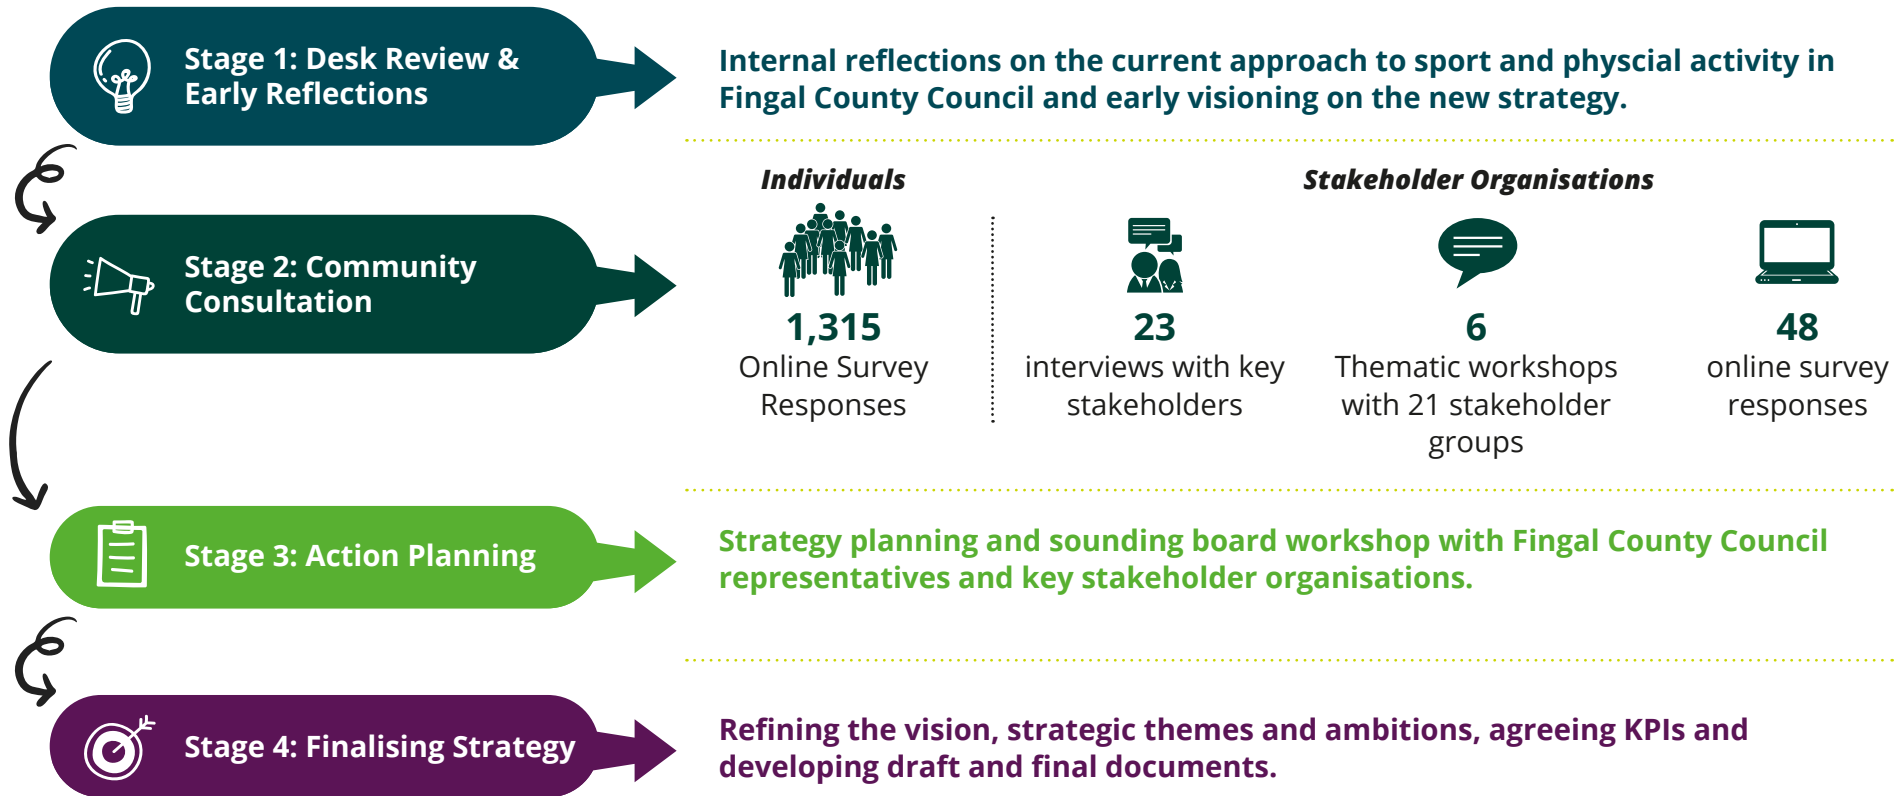 Stage 1: Desk Review &
Early Reflections
Internal reflections on the current approach to sport and physcial activity in
Fingal County Council and early visioning on the new strategy.
Stage 2: Community
Consultation
Individuals
1,315
Online Survey
Responses
Stakeholder Organisations
23
interviews with key
stakeholders
6
Thematic workshops
with 21 stakeholder
groups
48
online survey
responses
Stage 3: Action Planning
Strategy planning and sounding board workshop with Fingal County Council
representatives and key stakeholder organisations.
Stage 4: Finalising Strategy
Refining the vision, strategic themes and ambitions, agreeing KPIs and
developing draft and final documents.